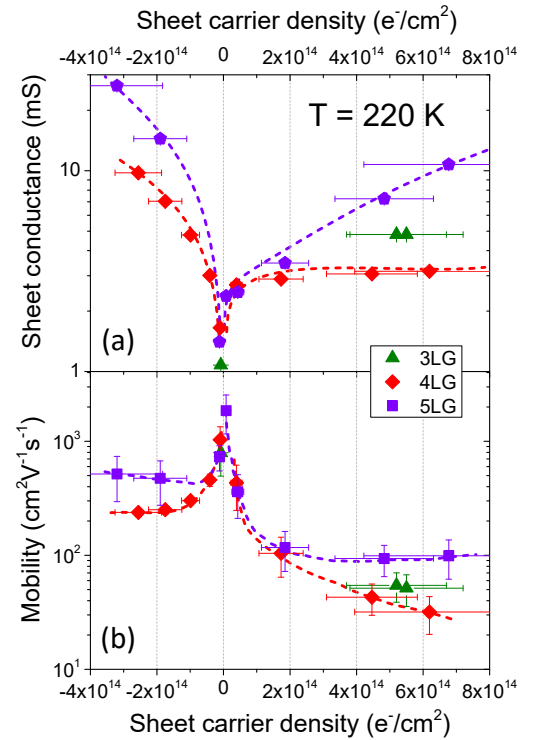 Sheet carrier density (e⁻/cm²)
-4x10¹⁴ -2x10¹⁴ 0 2x10¹⁴ 4x10¹⁴ 6x10¹⁴ 8x10¹⁴
Sheet conductance (mS)
10
1
T = 220 K
(a)
3LG
4LG
5LG
Mobility (cm²V⁻¹s⁻¹)
10³
10²
10¹
(b)
-4x10¹⁴ -2x10¹⁴ 0 2x10¹⁴ 4x10¹⁴ 6x10¹⁴ 8x10¹⁴
Sheet carrier density (e⁻/cm²)